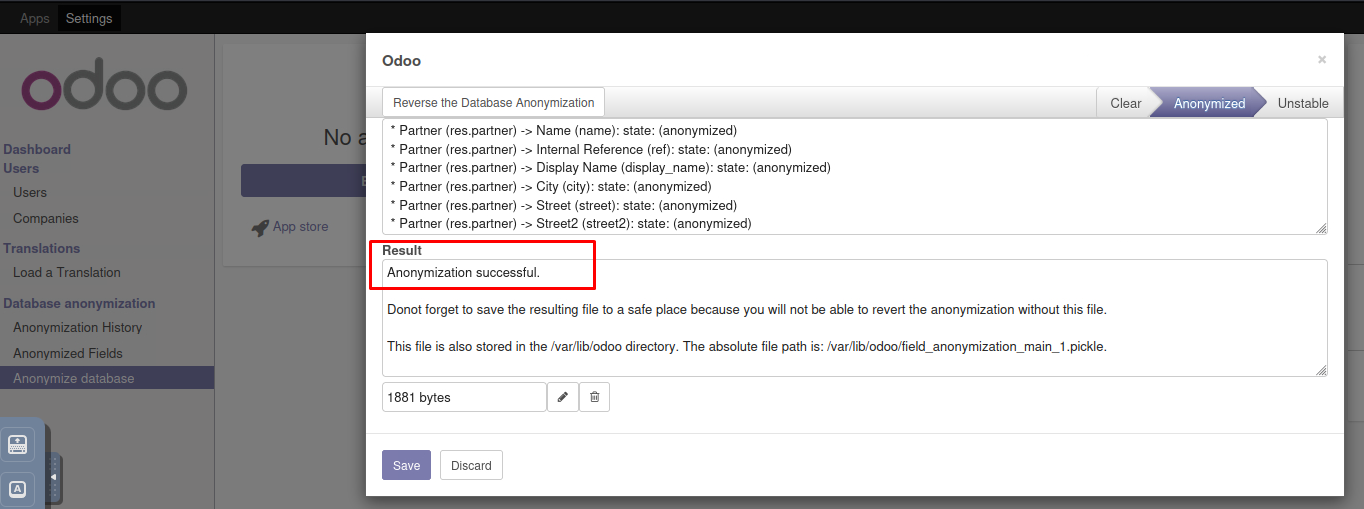 Apps Settings
odoo
Dashboard
Users
Users
Companies
Translations
Load a Translation
Database anonymization
Anonymization History
Anonymized Fields
Anonymize database
No a
App store
Odoo
×
Reverse the Database Anonymization
Clear Anonymized Unstable
* Partner (res.partner) -> Name (name): state: (anonymized)
* Partner (res.partner) -> Internal Reference (ref): state: (anonymized)
* Partner (res.partner) -> Display Name (display_name): state: (anonymized)
* Partner (res.partner) -> City (city): state: (anonymized)
* Partner (res.partner) -> Street (street): state: (anonymized)
* Partner (res.partner) -> Street2 (street2): state: (anonymized)
Result
Anonymization successful.
Donot forget to save the resulting file to a safe place because you will not be able to revert the anonymization without this file.
This file is also stored in the /var/lib/odoo directory. The absolute file path is: /var/lib/odoo/field_anonymization_main_1.pickle.
1881 bytes
Save Discard
A